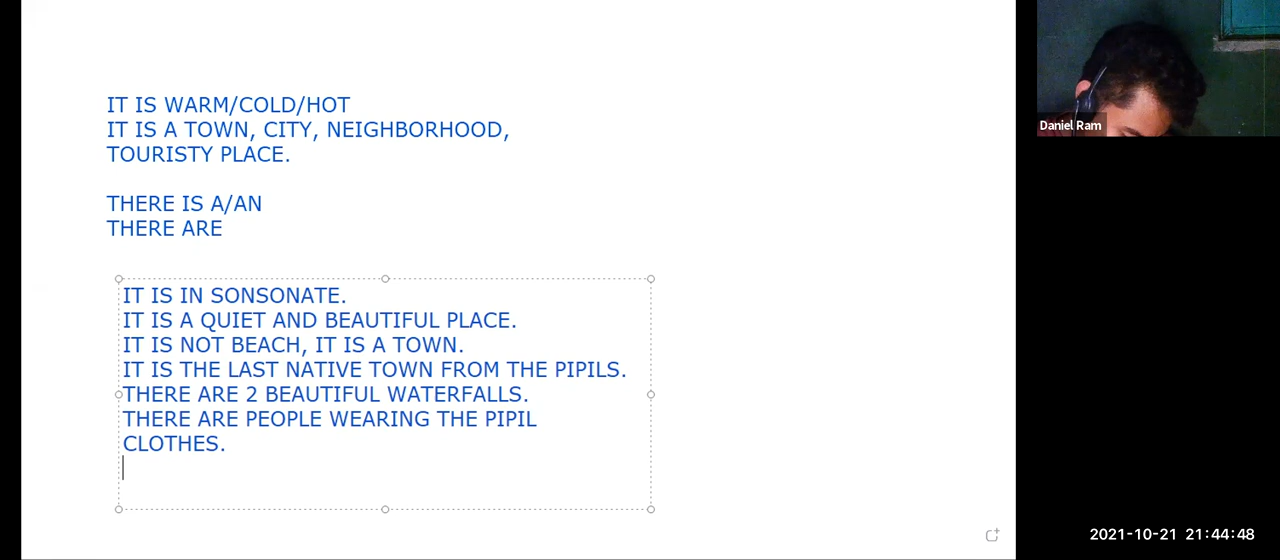 IT IS WARM/COLD/HOT
IT IS A TOWN, CITY, NEIGHBORHOOD,
TOURISTY PLACE.
THERE IS A/AN
THERE ARE
IT IS IN SONSONATE.
IT IS A QUIET AND BEAUTIFUL PLACE.
IT IS NOT BEACH, IT IS A TOWN.
IT IS THE LAST NATIVE TOWN FROM THE PIPILS.
THERE ARE 2 BEAUTIFUL WATERFALLS.
THERE ARE PEOPLE WEARING THE PIPIL
CLOTHES.
Daniel Ram
2021-10-21 21:44:48